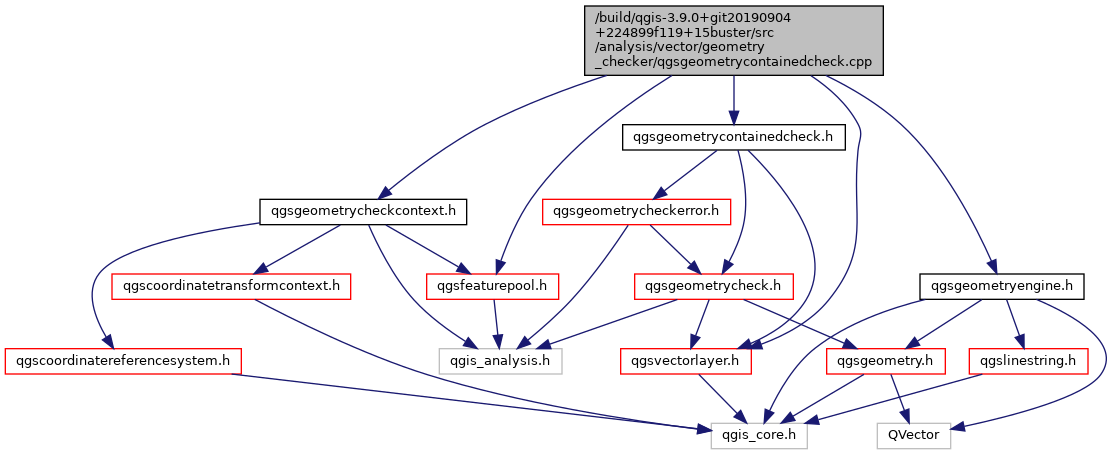 /build/qgis-3.9.0+git20190904
+224899f119+15buster/src
/analysis/vector/geometry
_checker/qgsgeometrycontainedcheck.cpp
qgsgeometrycontainedcheck.h
qgsgeometrycheckcontext.h
qgsgeometrycheckerror.h
qgscoordinatetransformcontext.h
qgsfeaturepool.h
qgsgeometrycheck.h
qgsgeometryengine.h
qgscoordinatereferencesystem.h
qgis_analysis.h
qgsvectorlayer.h
qgsgeometry.h
qgslinestring.h
qgis_core.h
QVector